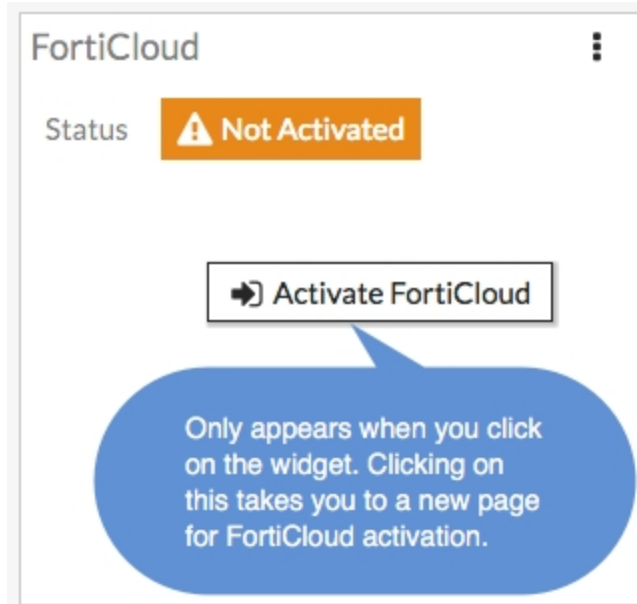 FortiCloud
Status Not Activated
Activate FortiCloud
Only appears when you click
on the widget. Clicking on
this takes you to a new page
for FortiCloud activation.